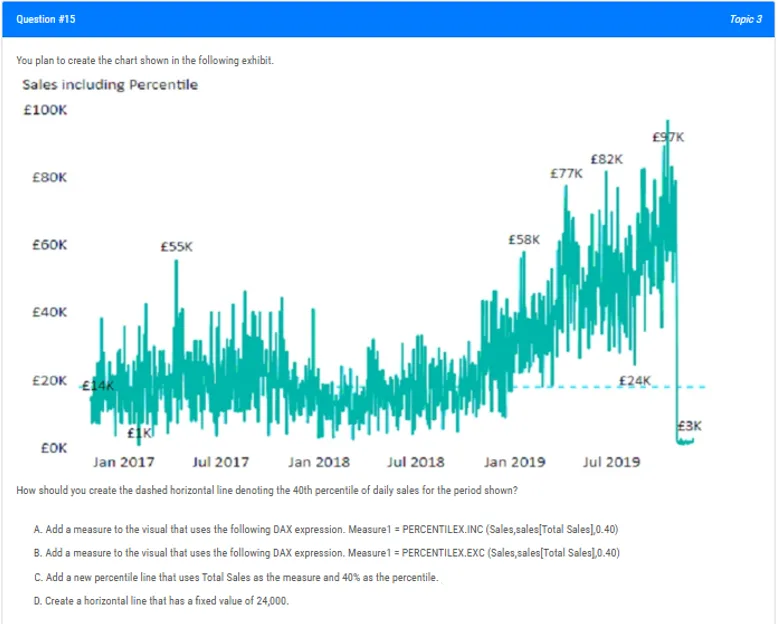 Question #15
Topic 3
You plan to create the chart shown in the following exhibit.
Sales including Percentile
£100K
£97K
£82K
£77K
£80K
£60K
£58K
£55K
£40K
£20K
£14K
£24K
£1K
£3K
£0K
Jan 2017 Jul 2017 Jan 2018 Jul 2018 Jan 2019 Jul 2019
How should you create the dashed horizontal line denoting the 40th percentile of daily sales for the period shown?
A. Add a measure to the visual that uses the following DAX expression. Measure1 = PERCENTILEX.INC (Sales,sales[Total Sales],0.40)
B. Add a measure to the visual that uses the following DAX expression. Measure1 = PERCENTILEX.EXC (Sales,sales[Total Sales],0.40)
C. Add a new percentile line that uses Total Sales as the measure and 40% as the percentile.
D. Create a horizontal line that has a fixed value of 24,000.